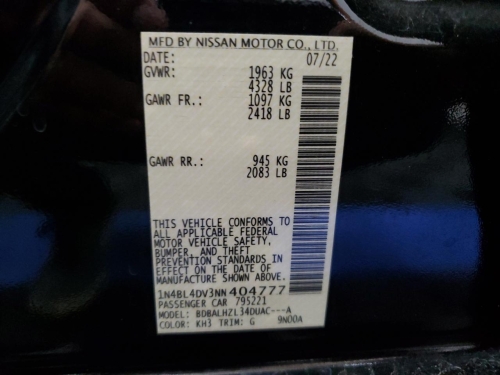 MFD BY NISSAN MOTOR CO., LTD.
DATE: 07/22
GVWR: 1963 KG
4328 LB
GAWR FR.: 1097 KG
2418 LB
GAWR RR.: 945 KG
2083 LB
THIS VEHICLE CONFORMS TO
ALL APPLICABLE FEDERAL
MOTOR VEHICLE SAFETY,
BUMPER, AND THEFT
PREVENTION STANDARDS IN
EFFECT ON THE DATE OF
MANUFACTURE SHOWN ABOVE.
1N4BL4DV3NN404777
PASSENGER CAR 795221
MODEL: BDBALHZL34DUAC---A
COLOR: KH3 TRIM: G 9N00A